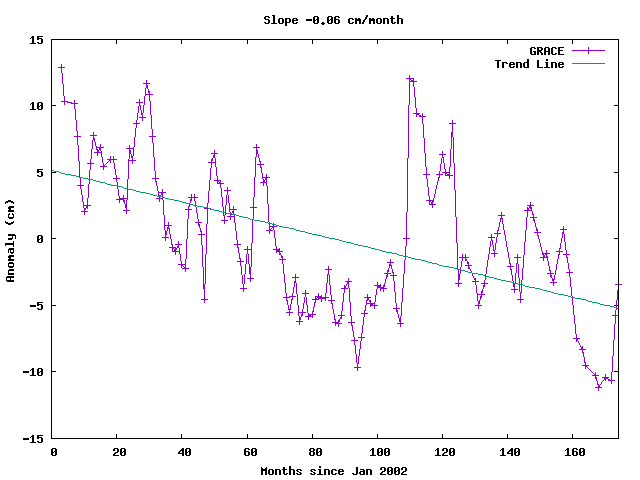 Slope -0.06 cm/month
GRACE
Trend Line
Anomaly (cm)
15
10
5
0
-5
-10
-15
0 20 40 60 80 100 120 140 160
Months since Jan 2002